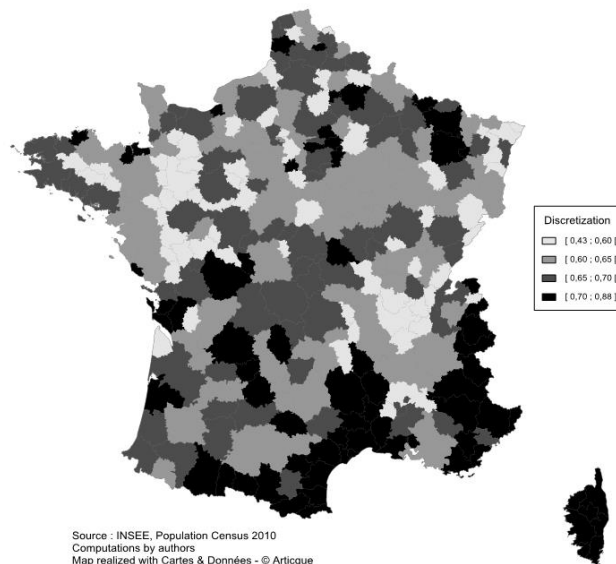 Discretization
[ 0,43 ; 0,60 [
[ 0,60 ; 0,65 [
[ 0,65 ; 0,70 [
[ 0,70 ; 0,88 [
Source : INSEE, Population Census 2010
Computations by authors
Map realized with Cartes & Données - © Articque